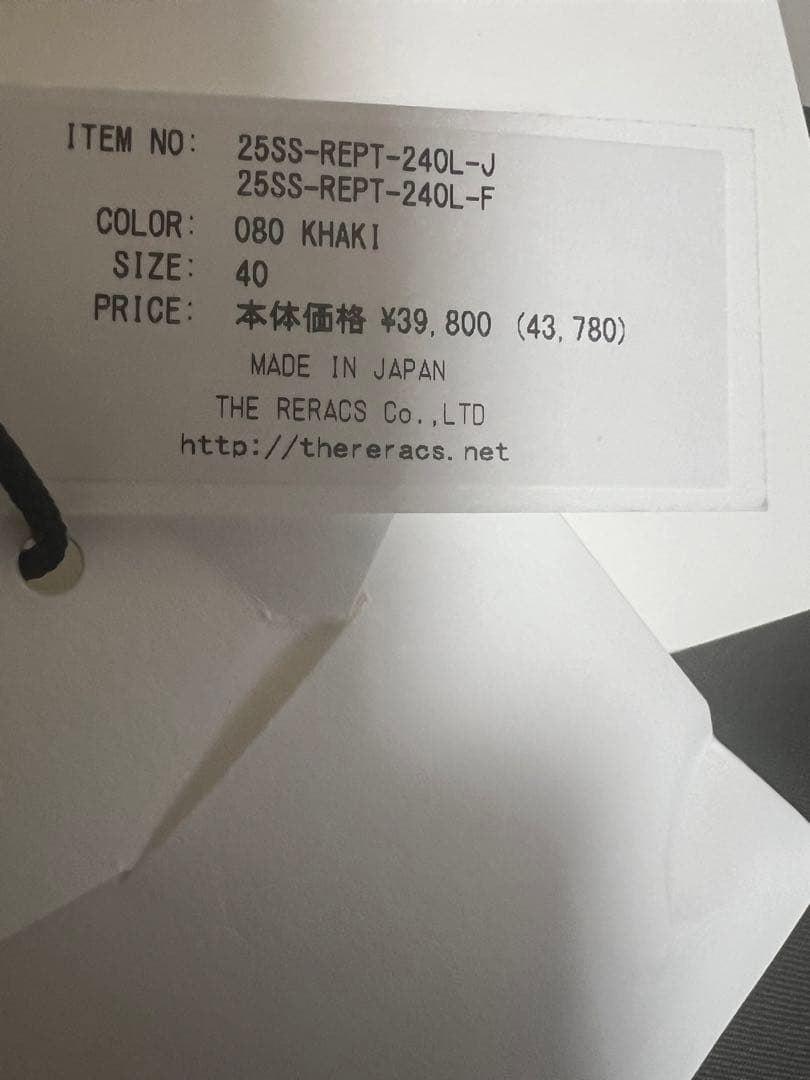 ITEM NO: 25SS-REPT-240L-J
25SS-REPT-240L-F
COLOR: 080 KHAKI
SIZE: 40
PRICE: 本体価格 ¥39,800 (43,780)
MADE IN JAPAN
THE RERACS Co.,LTD
http://thereracs.net